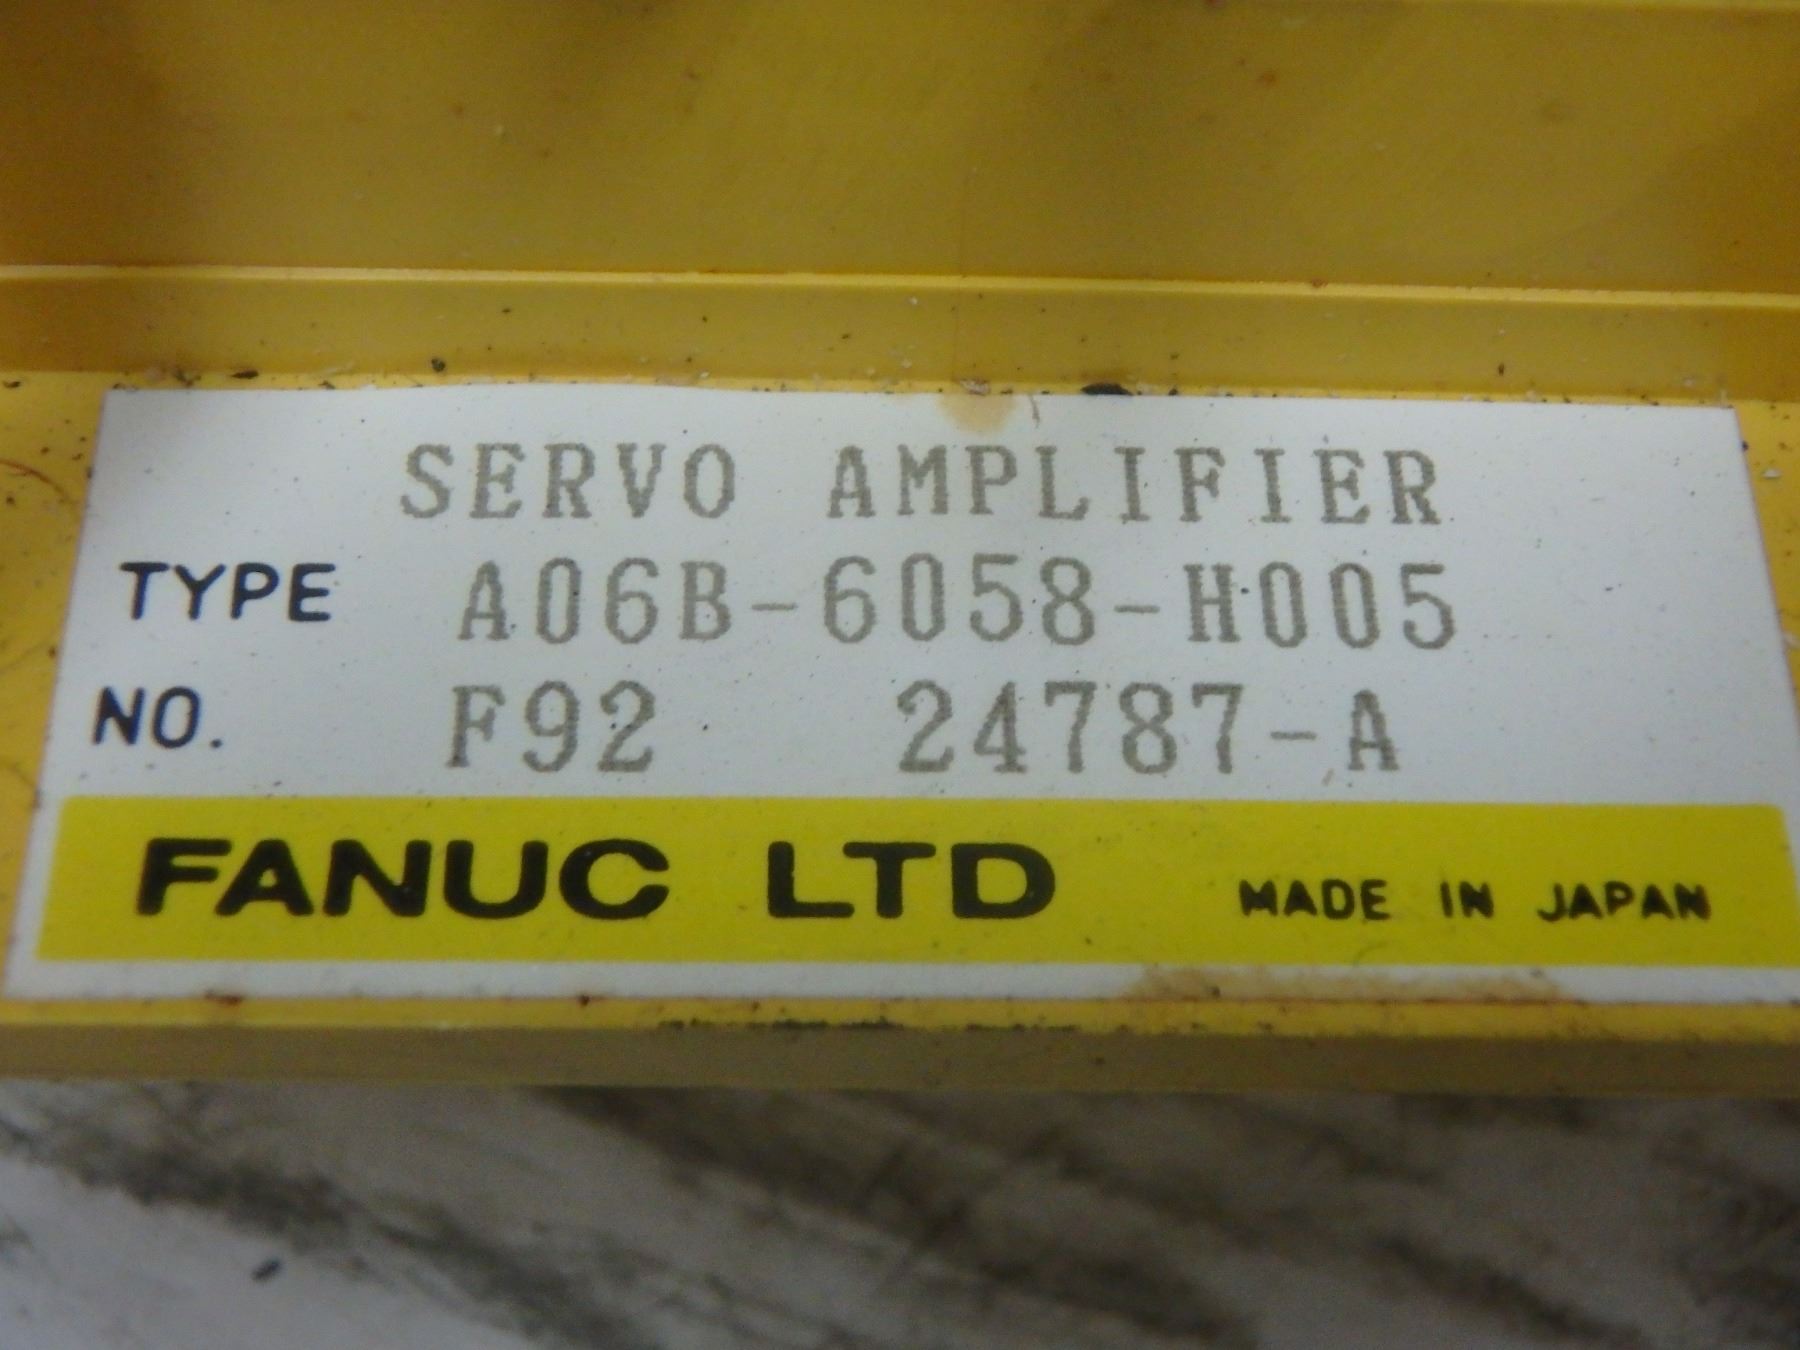 SERVO AMPLIFIER
TYPE A06B-6058-H005
NO. F92 24787-A
FANUC LTD MADE IN JAPAN